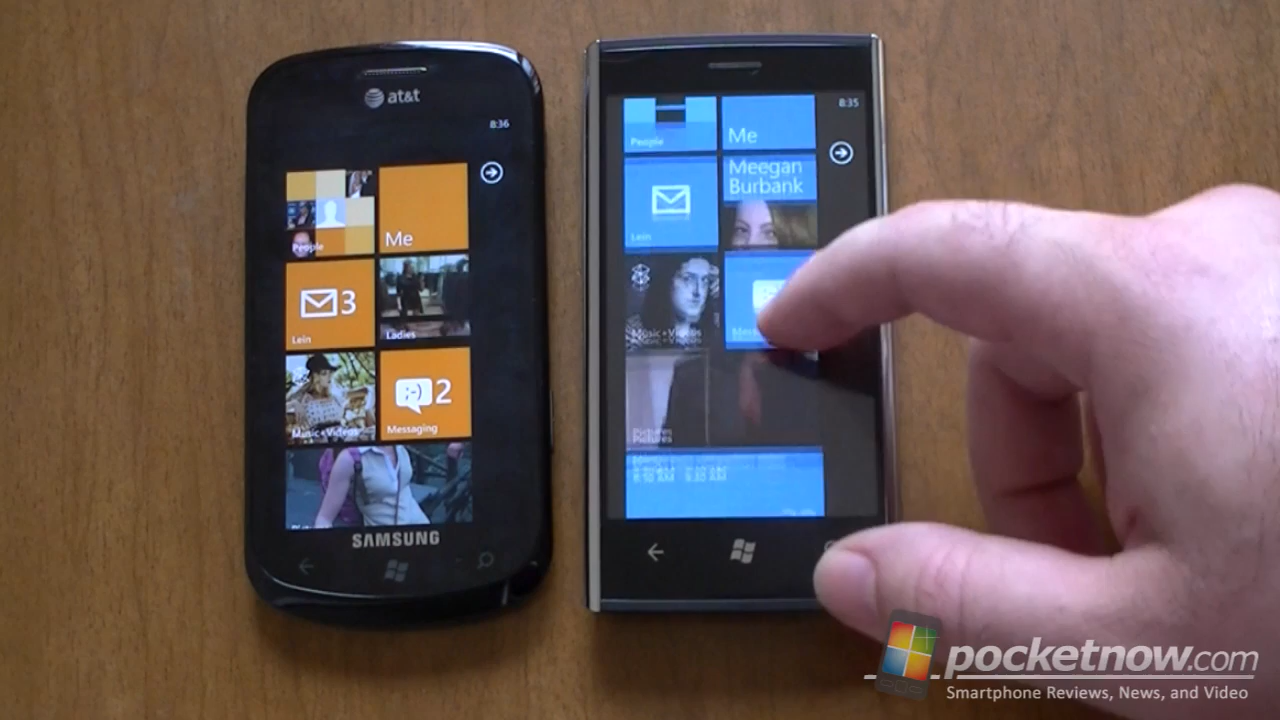 at&t
8:36
People
Me
3
Lein
Ladies
Music+Videos
:-)
2
Messaging
SAMSUNG
8:35
People
Me
Meegan
Burbank
Lein
Music+Videos
Pictures
pocketnow.com
Smartphone Reviews, News, and Video